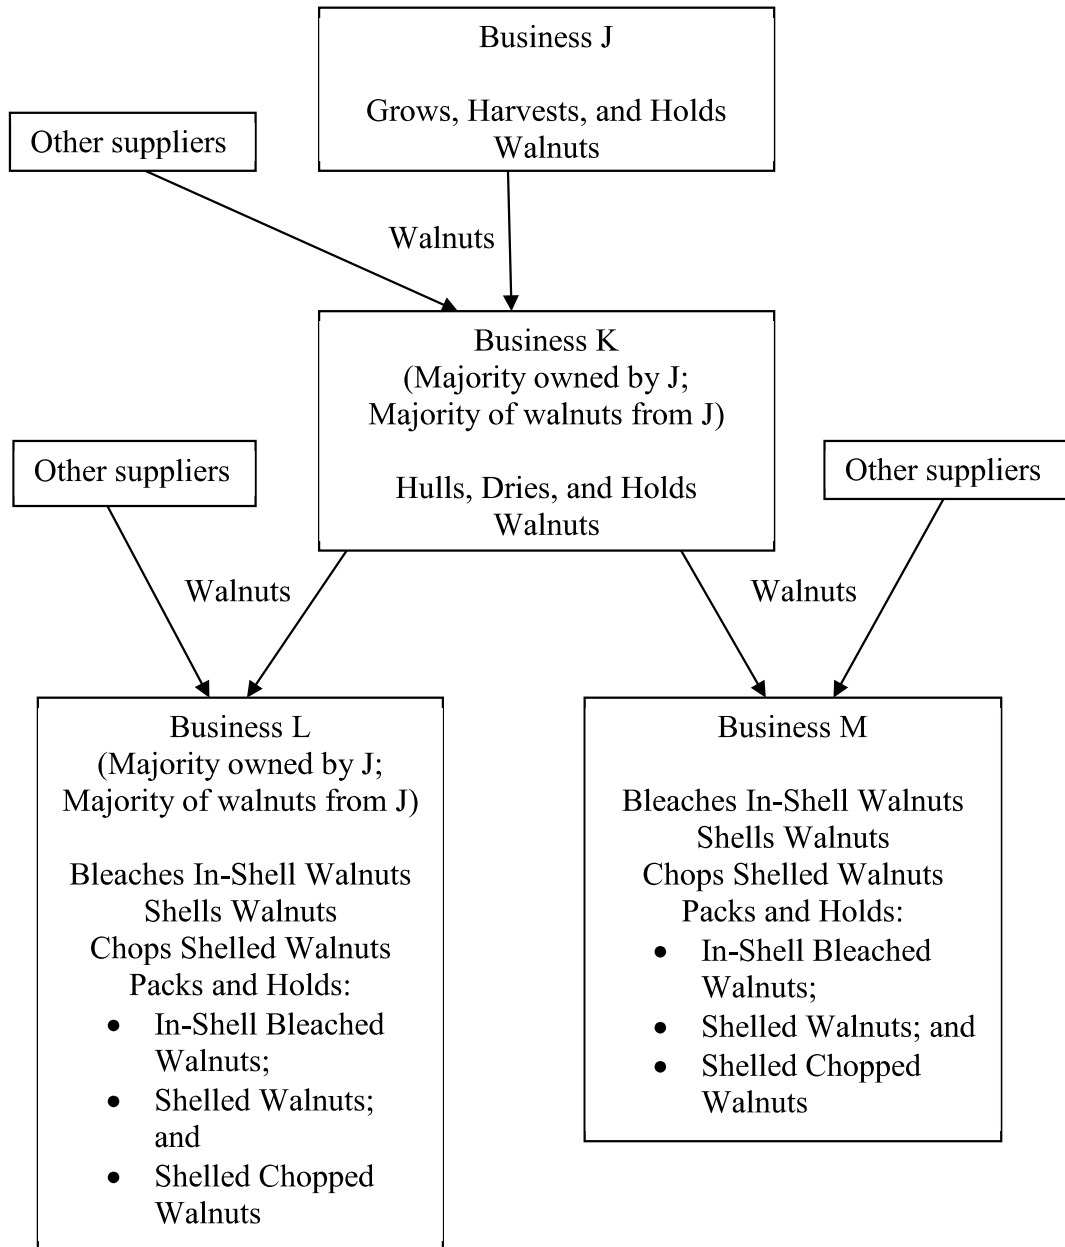 Business J
Grows, Harvests, and Holds
Walnuts
Other suppliers
Walnuts
Business K
(Majority owned by J;
Majority of walnuts from J)
Hulls, Dries, and Holds
Walnuts
Other suppliers
Other suppliers
Walnuts
Walnuts
Business L
(Majority owned by J;
Majority of walnuts from J)
Bleaches In-Shell Walnuts
Shells Walnuts
Chops Shelled Walnuts
Packs and Holds:
• In-Shell Bleached
Walnuts;
• Shelled Walnuts;
and
• Shelled Chopped
Walnuts
Business M
Bleaches In-Shell Walnuts
Shells Walnuts
Chops Shelled Walnuts
Packs and Holds:
• In-Shell Bleached
Walnuts;
• Shelled Walnuts; and
• Shelled Chopped
Walnuts